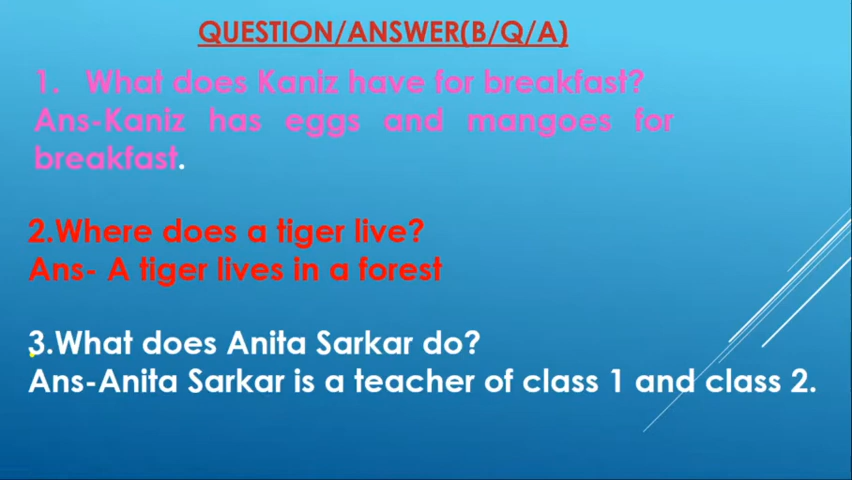 QUESTION/ANSWER(B/Q/A)
1. What does Kaniz have for breakfast?
Ans-Kaniz has eggs and mangoes for
breakfast.
2.Where does a tiger live?
Ans- A tiger lives in a forest
3.What does Anita Sarkar do?
Ans-Anita Sarkar is a teacher of class 1 and class 2.